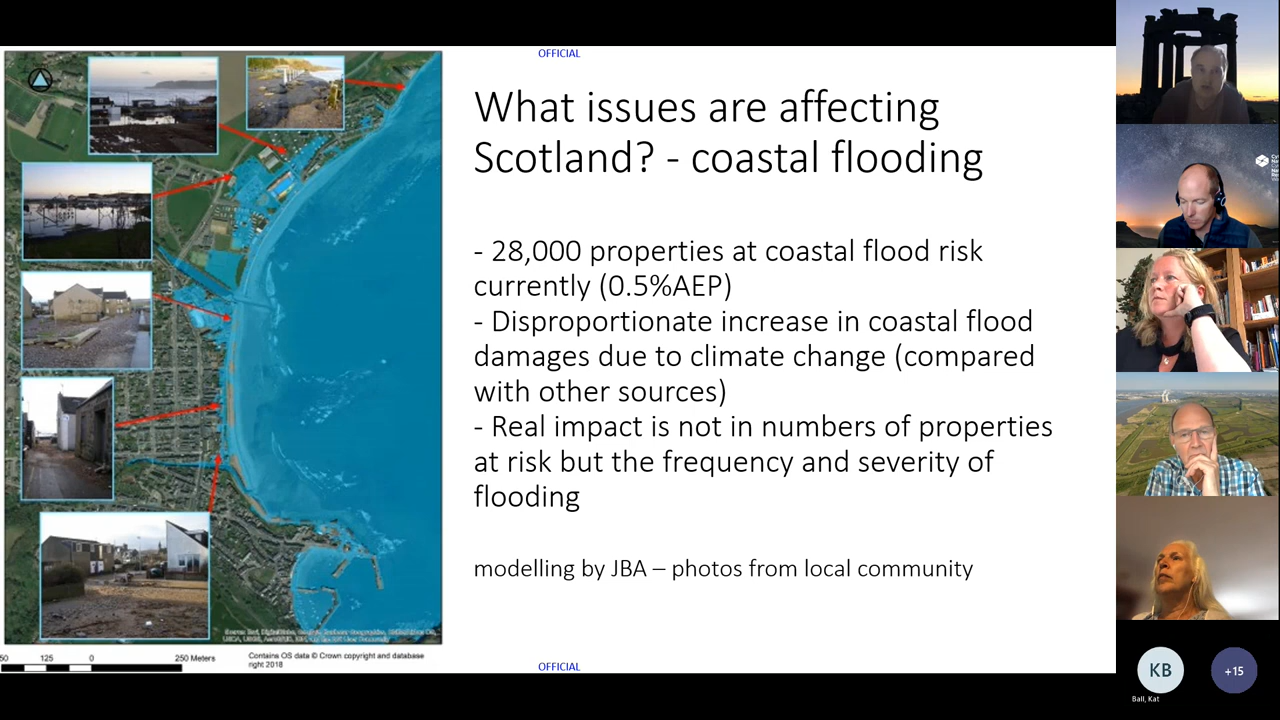 OFFICIAL
What issues are affecting
Scotland? - coastal flooding
- 28,000 properties at coastal flood risk
currently (0.5%AEP)
- Disproportionate increase in coastal flood
damages due to climate change (compared
with other sources)
- Real impact is not in numbers of properties
at risk but the frequency and severity of
flooding
modelling by JBA – photos from local community
50 125 0 250 Meters
Contains OS data © Crown copyright and database
right 2018
OFFICIAL
KB
Ball, Kat
+15